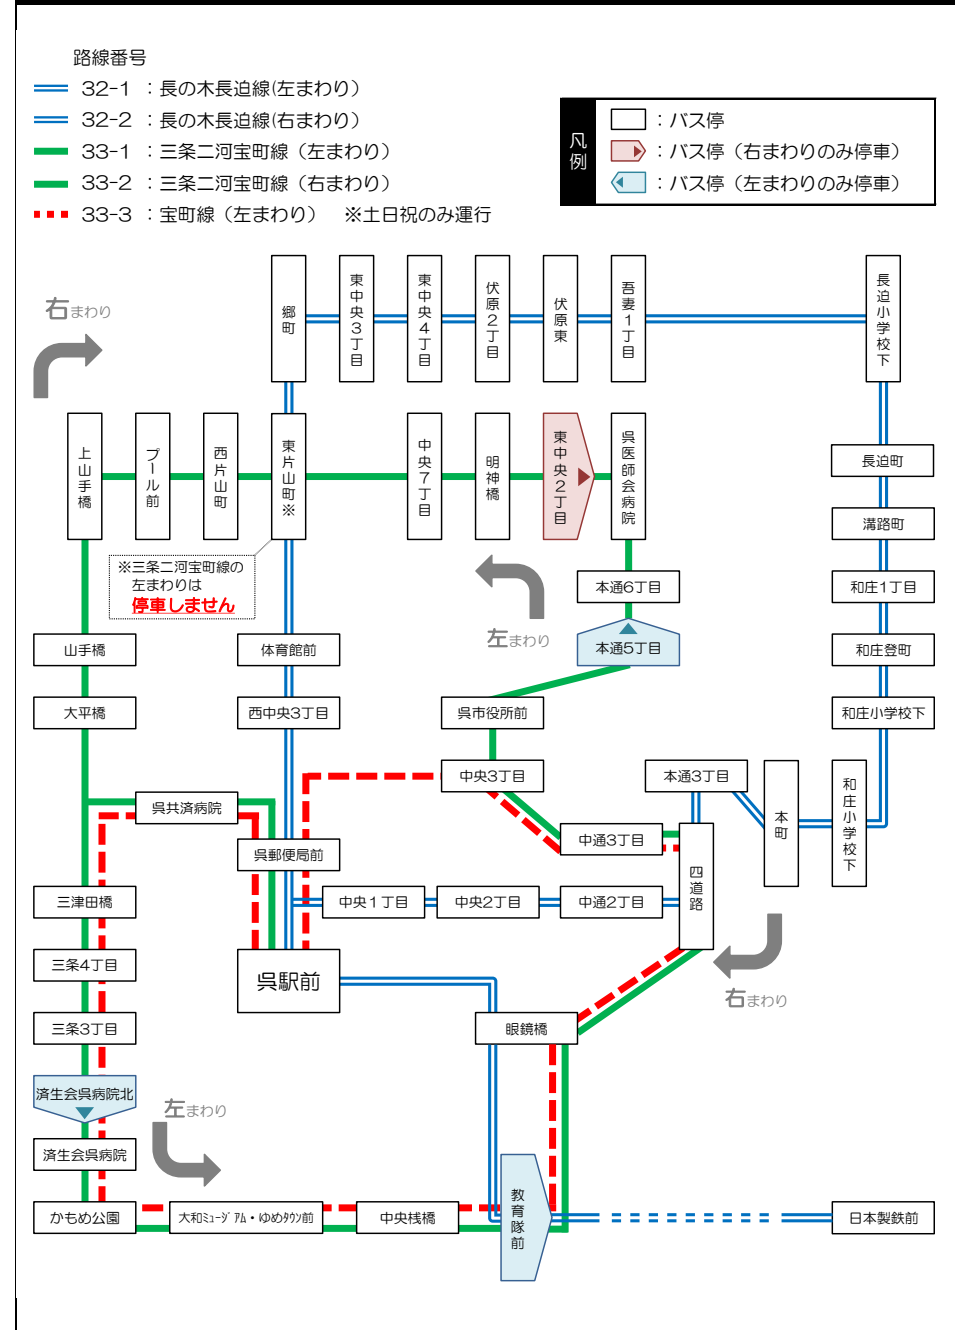 路線番号
32-1 ：長の木長迫線(左まわり）
32-2 ：長の木長迫線(右まわり）
33-1 ：三条二河宝町線（左まわり）
33-2 ：三条二河宝町線（右まわり）
33-3 ：宝町線（左まわり） ※土日祝のみ運行
凡例
：バス停
：バス停（右まわりのみ停車）
：バス停（左まわりのみ停車）
右まわり
郷町
東中央３丁目
東中央４丁目
伏原２丁目
伏原東
吾妻１丁目
長迫小学校下
上山手橋
プール前
西片山町
東片山町※
中央７丁目
明神橋
東中央２丁目
呉医師会病院
長迫町
溝路町
和庄1丁目
和庄登町
和庄小学校下
※三条二河宝町線の
左まわりは
停車しません
左まわり
本通6丁目
本通5丁目
山手橋
体育館前
大平橋
西中央3丁目
呉市役所前
中央3丁目
本通3丁目
本町
和庄小学校下
呉共済病院
呉郵便局前
中通3丁目
四道路
三津田橋
中央１丁目
中央2丁目
中通2丁目
三条4丁目
呉駅前
右まわり
三条3丁目
眼鏡橋
済生会呉病院北
左まわり
済生会呉病院
かもめ公園
大和ﾐｭｰｼﾞｱﾑ・ゆめﾀｳﾝ前
中央桟橋
教育隊前
日本製鉄前